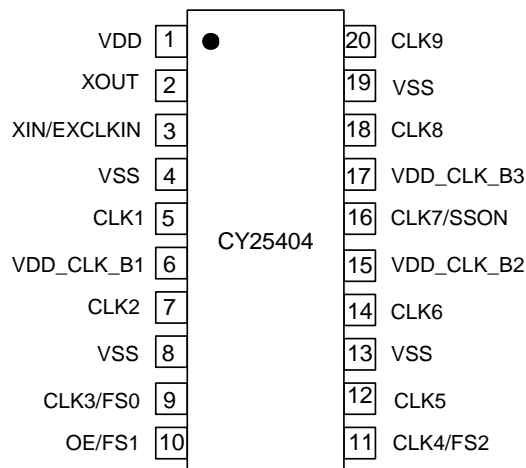 VDD 1 20 CLK9
XOUT 2 19 VSS
XIN/EXCLKIN 3 18 CLK8
VSS 4 17 VDD_CLK_B3
CLK1 5 16 CLK7/SSON
CY25404
VDD_CLK_B1 6 15 VDD_CLK_B2
CLK2 7 14 CLK6
VSS 8 13 VSS
CLK3/FS0 9 12 CLK5
OE/FS1 10 11 CLK4/FS2